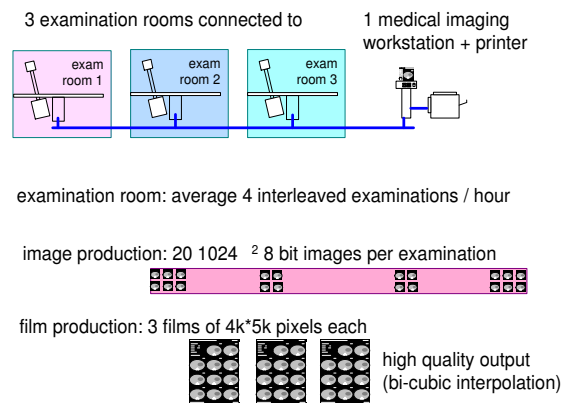 3 examination rooms connected to
1 medical imaging
workstation + printer
exam
room 1
exam
room 2
exam
room 3
examination room: average 4 interleaved examinations / hour
image production: 20 1024 ² 8 bit images per examination
film production: 3 films of 4k*5k pixels each
high quality output
(bi-cubic interpolation)